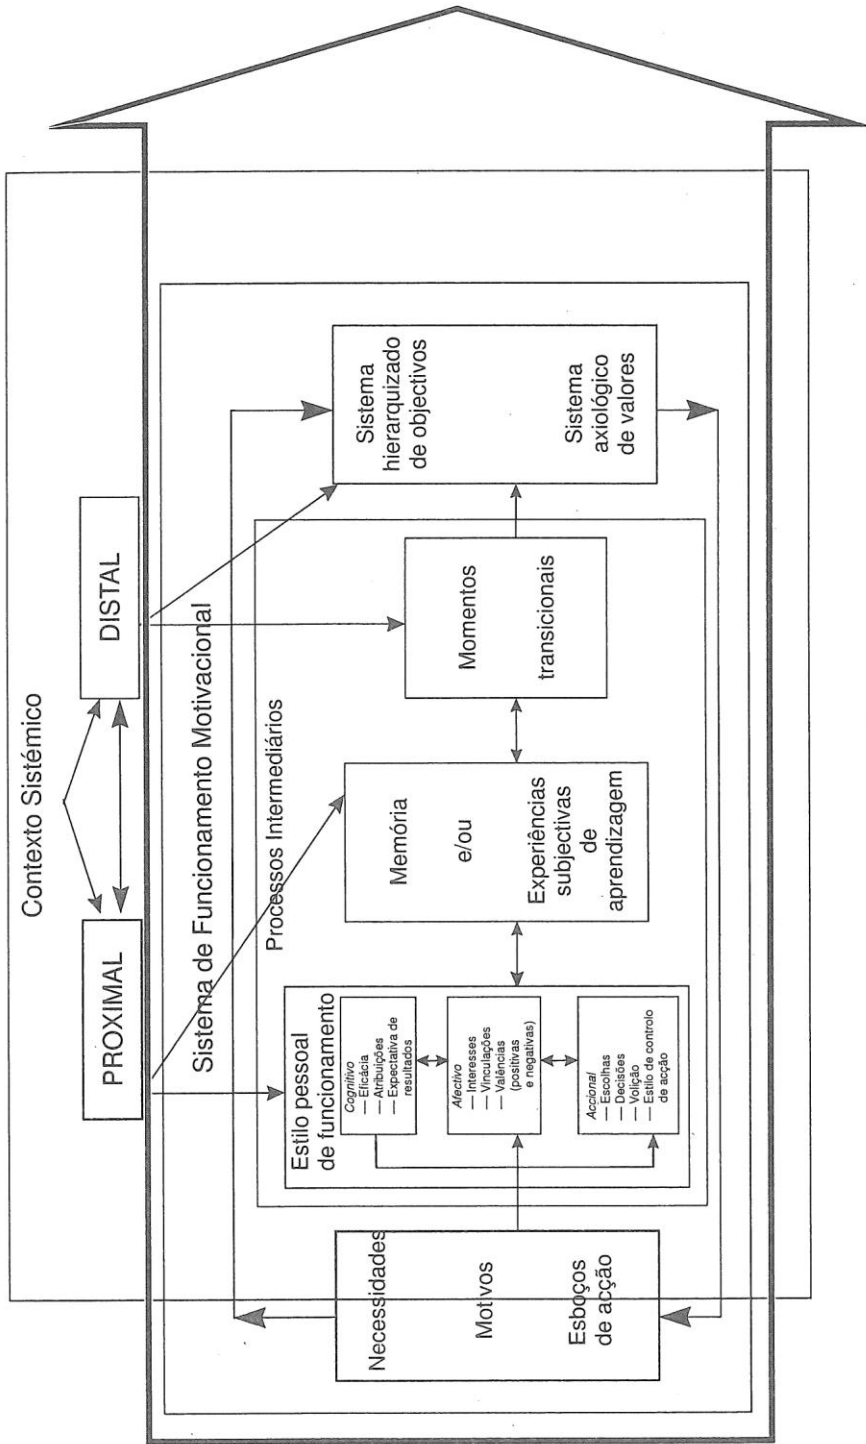 Contexto Sistémico
PROXIMAL
DISTAL
Sistema de Funcionamento Motivacional
Processos Intermediários
Necessidades
Motivos
Esboços
de acção
Estilo pessoal
de funcionamento
Cognitivo
— Eficácia
— Atribuições
— Expectativa de
resultados
Afectivo
— Interesses
— Vinculações
— Valências
(positivas
e negativas)
Accional
— Escolhas
— Decisões
— Volição
— Estilo de controlo
de acção
Memória
e/ou
Experiências
subjectivas
de
aprendizagem
Momentos
transicionais
Sistema
hierarquizado
de objectivos
Sistema
axiológico
de valores